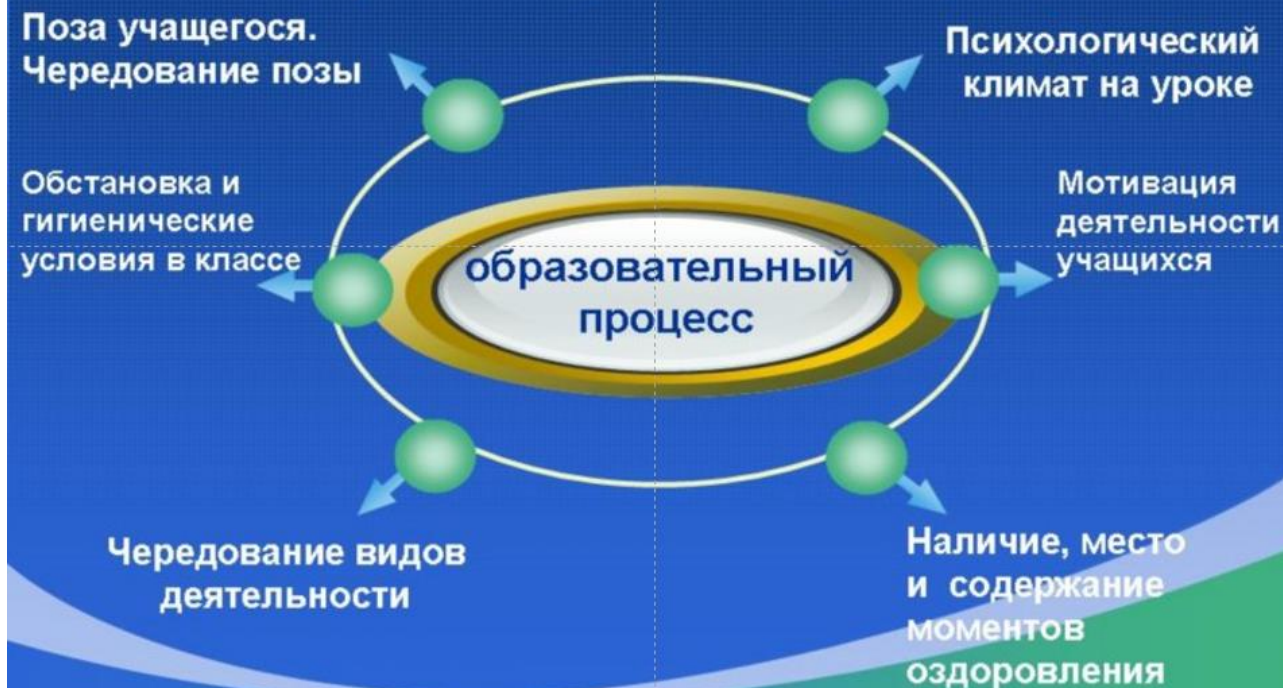 Поза учащегося.
Чередование позы
Психологический
климат на уроке
Обстановка и
гигиенические
условия в классе
Мотивация
деятельности
учащихся
образовательный
процесс
Чередование видов
деятельности
Наличие, место
и содержание
моментов
оздоровления